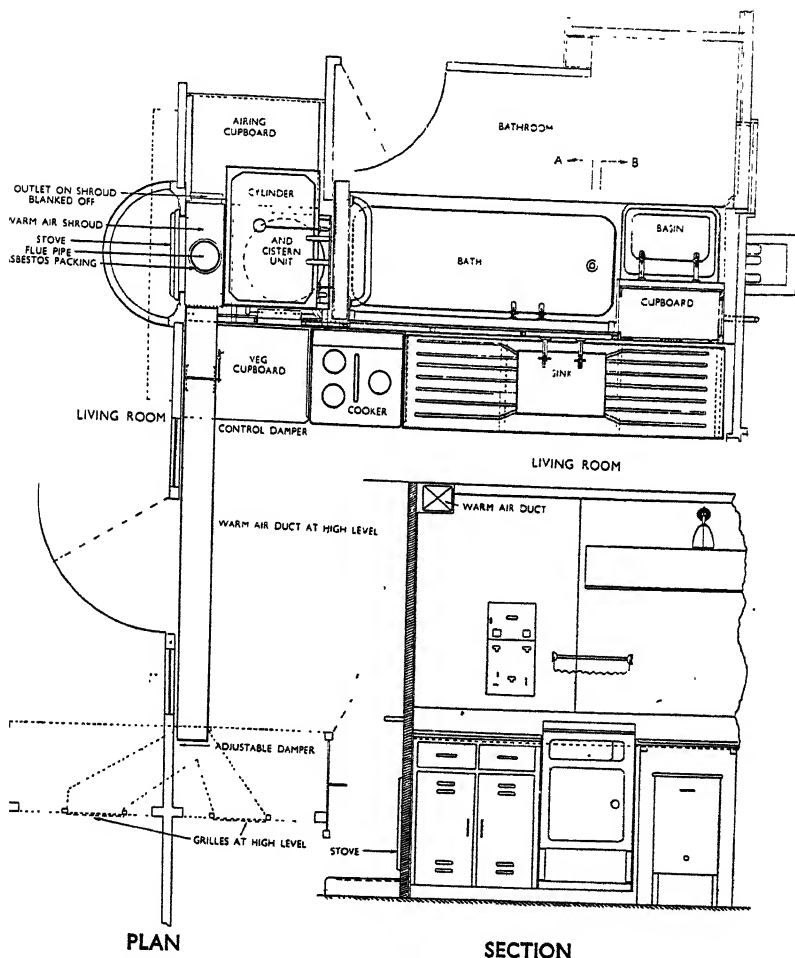 AIRING
CUPBOARD
BATHROOM
A
B
OUTLET ON SHROUD
BLANKED OFF
CYLINDER
WARM AIR SHROUD
STOVE
FLUE PIPE
ASBESTOS PACKING
AND
CISTERN
UNIT
BASIN
BATH
CUPBOARD
VEG
CUPBOARD
SINK
COOKER
LIVING ROOM
CONTROL DAMPER
LIVING ROOM
WARM AIR DUCT
WARM AIR DUCT AT HIGH LEVEL
ADJUSTABLE DAMPER
GRILLES AT HIGH LEVEL
STOVE
PLAN
SECTION